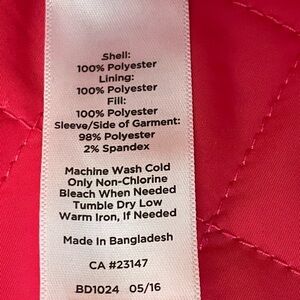 Shell:
100% Polyester
Lining:
100% Polyester
Fill:
100% Polyester
Sleeve/Side of Garment:
98% Polyester
2% Spandex
Machine Wash Cold
Only Non-Chlorine
Bleach When Needed
Tumble Dry Low
Warm Iron, If Needed
Made In Bangladesh
CA #23147
BD1024 05/16